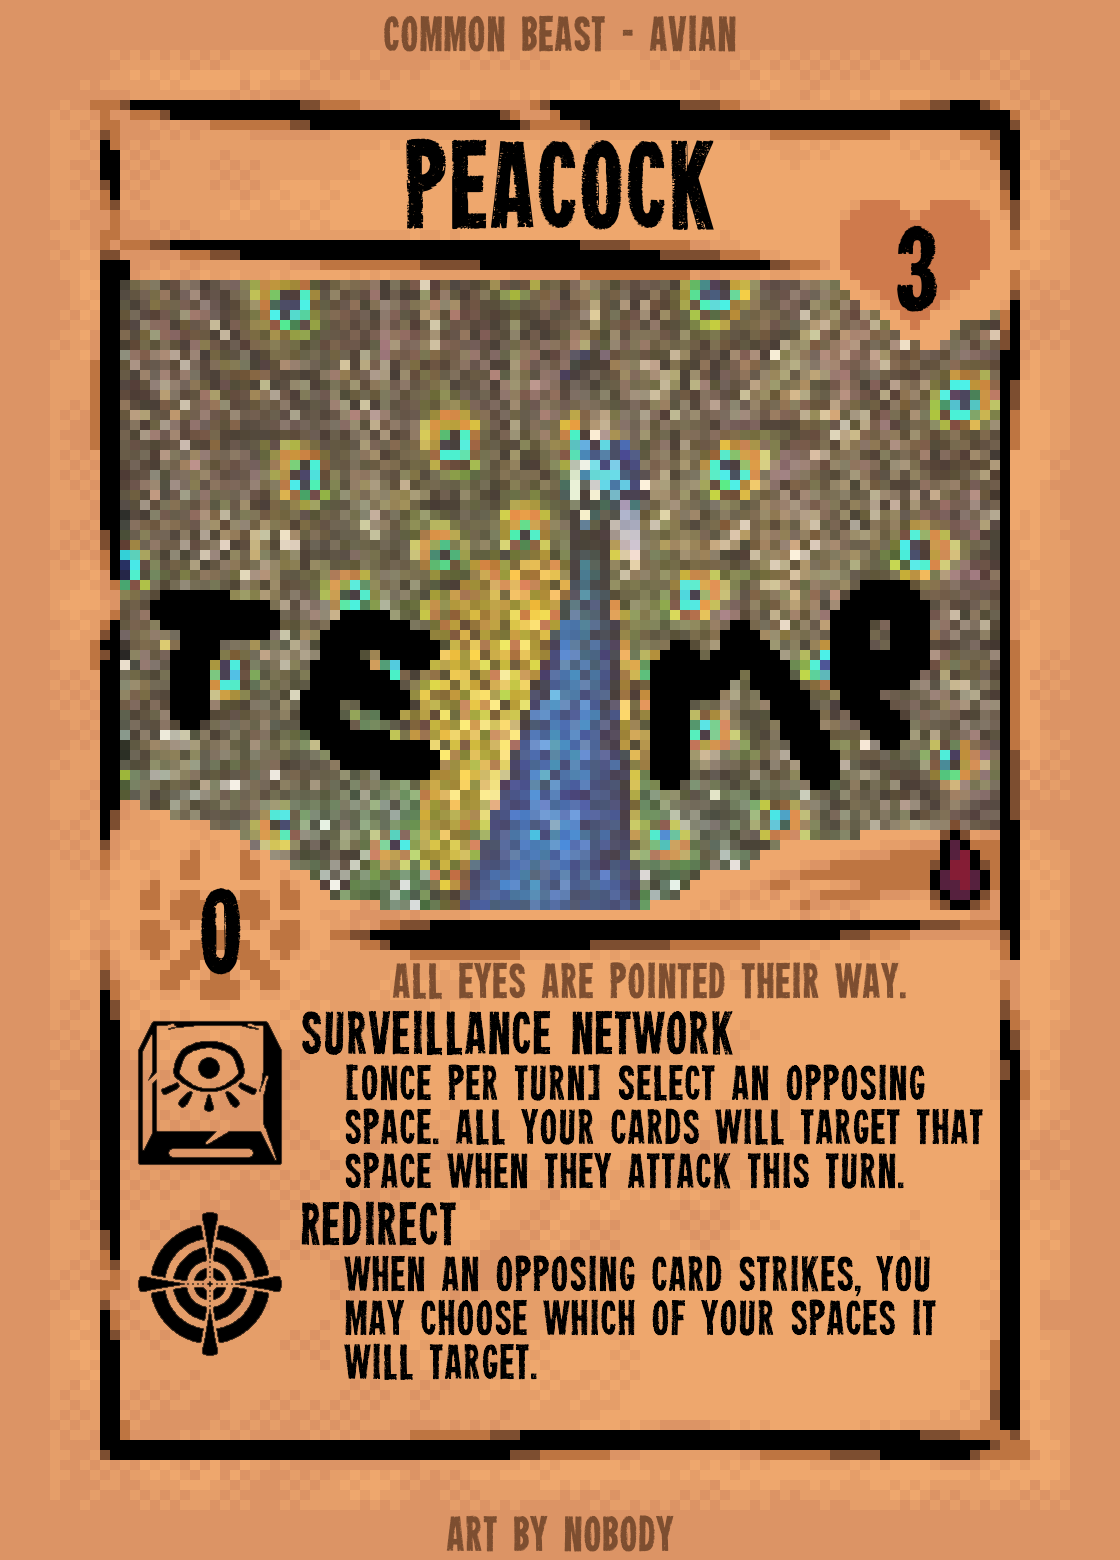 COMMON BEAST - AVIAN
PEACOCK
3
TEMP
0
ALL EYES ARE POINTED THEIR WAY.
SURVEILLANCE NETWORK
[ONCE PER TURN] SELECT AN OPPOSING
SPACE. ALL YOUR CARDS WILL TARGET THAT
SPACE WHEN THEY ATTACK THIS TURN.
REDIRECT
WHEN AN OPPOSING CARD STRIKES, YOU
MAY CHOOSE WHICH OF YOUR SPACES IT
WILL TARGET.
ART BY NOBODY